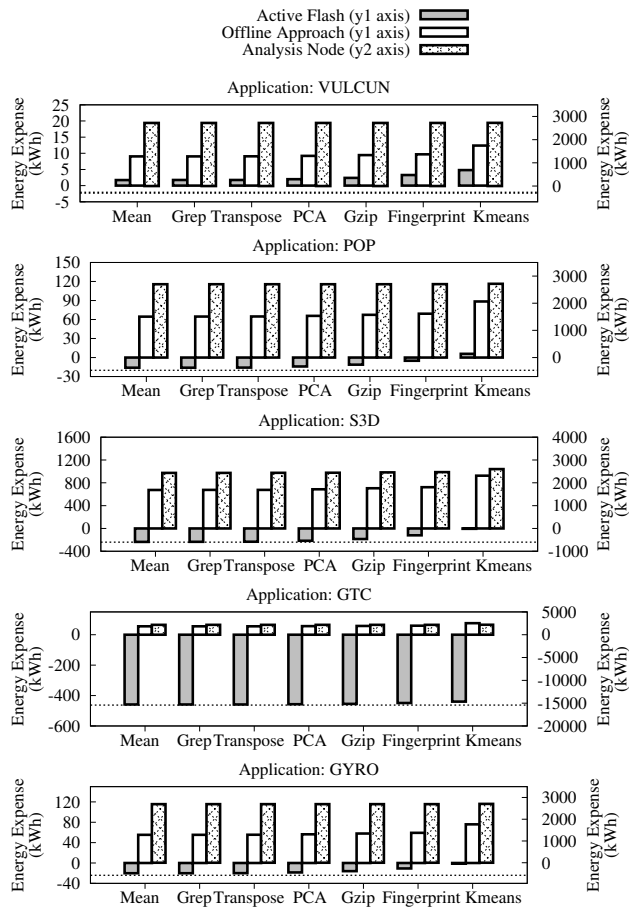 Active Flash (y1 axis)
Offline Approach (y1 axis)
Analysis Node (y2 axis)
Application: VULCUN
Energy Expense
(kWh)
25
20
15
10
5
0
-5
3000
2000
1000
0
Energy Expense
(kWh)
Mean Grep Transpose PCA Gzip Fingerprint Kmeans
Application: POP
Energy Expense
(kWh)
150
120
90
60
30
0
-30
3000
2000
1000
0
Energy Expense
(kWh)
Mean Grep Transpose PCA Gzip Fingerprint Kmeans
Application: S3D
Energy Expense
(kWh)
1600
1200
800
400
0
-400
4000
3000
2000
1000
0
-1000
Energy Expense
(kWh)
Mean Grep Transpose PCA Gzip Fingerprint Kmeans
Application: GTC
Energy Expense
(kWh)
0
-200
-400
-600
5000
0
-5000
-10000
-15000
-20000
Energy Expense
(kWh)
Mean Grep Transpose PCA Gzip Fingerprint Kmeans
Application: GYRO
Energy Expense
(kWh)
120
80
40
0
-40
3000
2000
1000
0
Energy Expense
(kWh)
Mean Grep Transpose PCA Gzip Fingerprint Kmeans